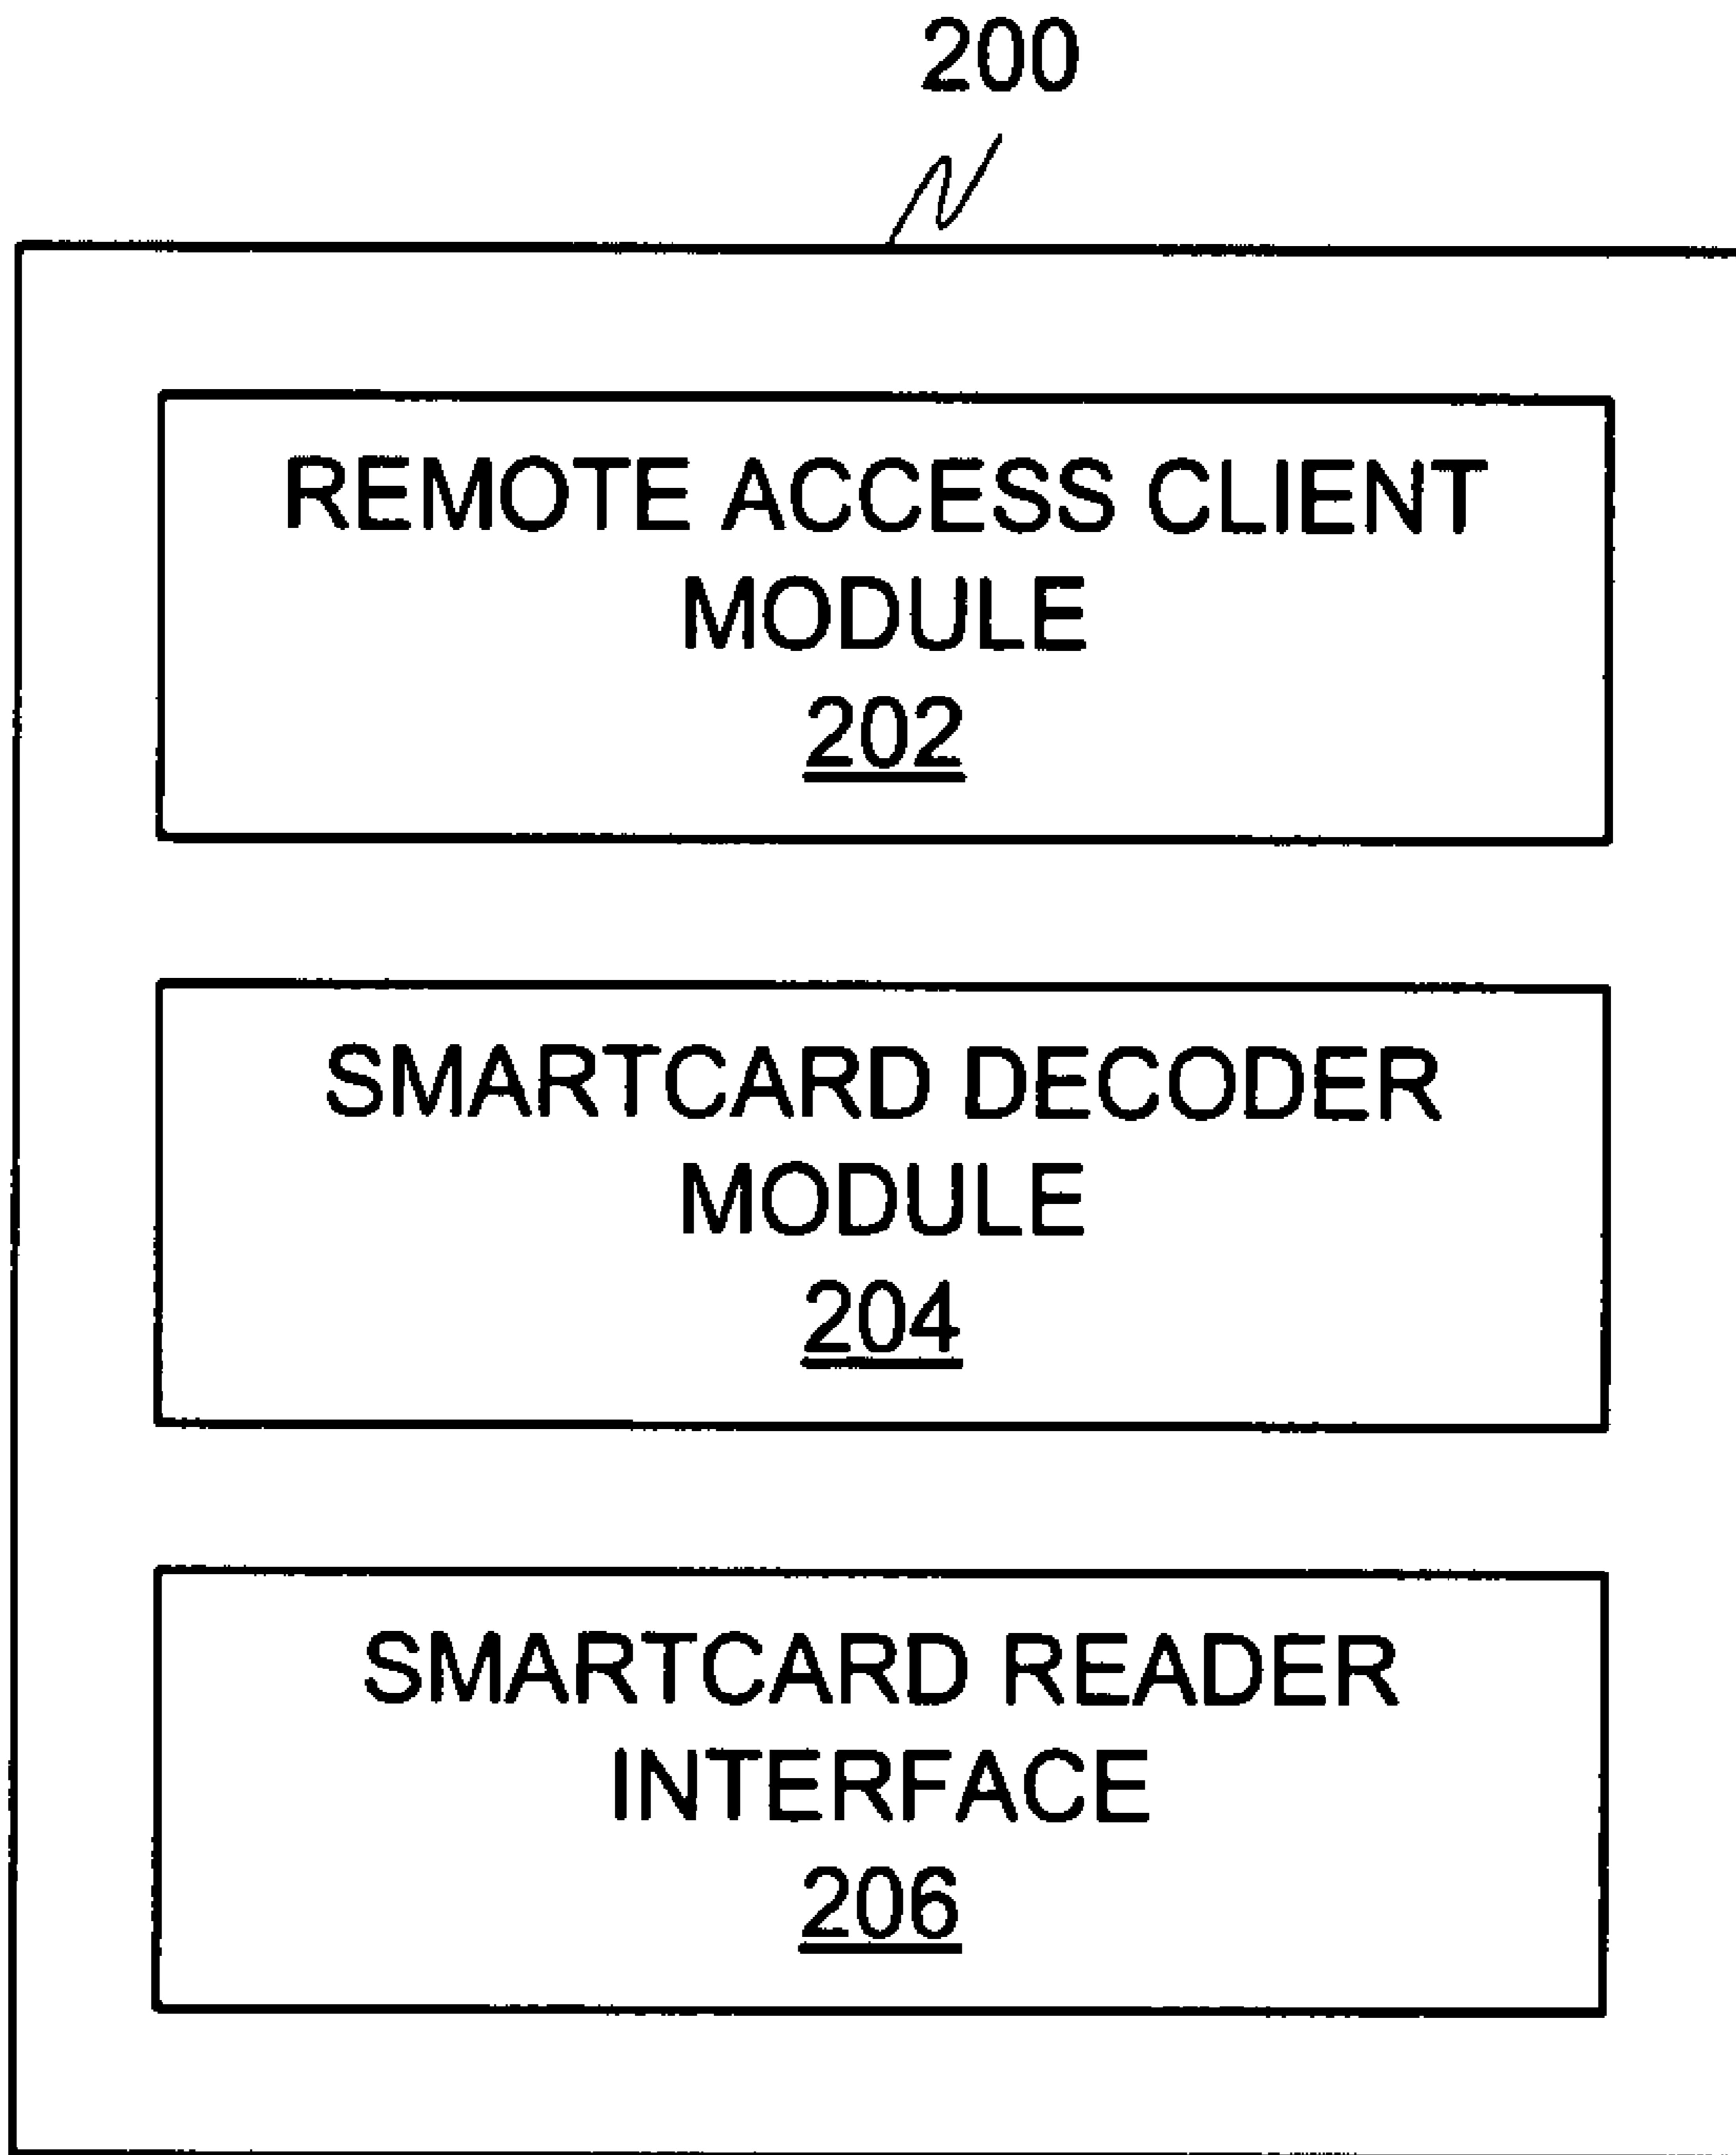 200
REMOTE ACCESS CLIENT
MODULE
202
SMARTCARD DECODER
MODULE
204
SMARTCARD READER
INTERFACE
206